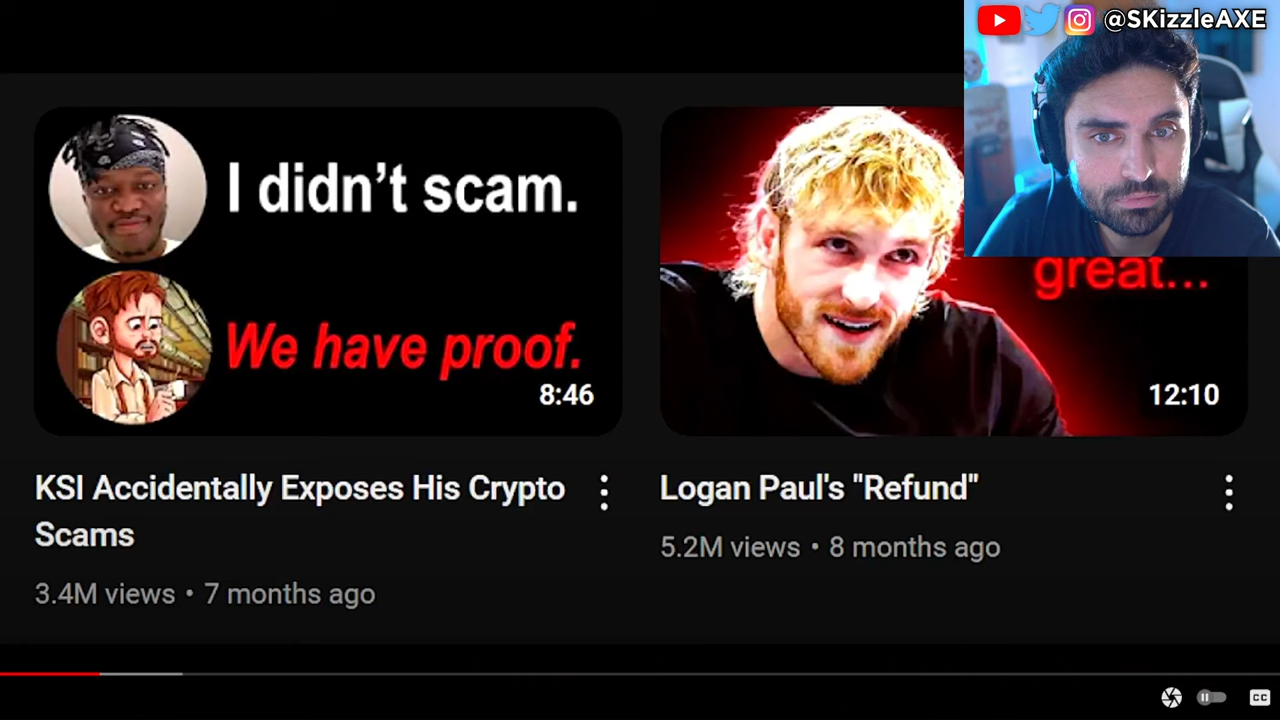 @SKizzleAXE
I didn't scam.
We have proof.
8:46
great...
12:10
KSI Accidentally Exposes His Crypto
Scams
3.4M views • 7 months ago
Logan Paul's "Refund"
5.2M views • 8 months ago
CC